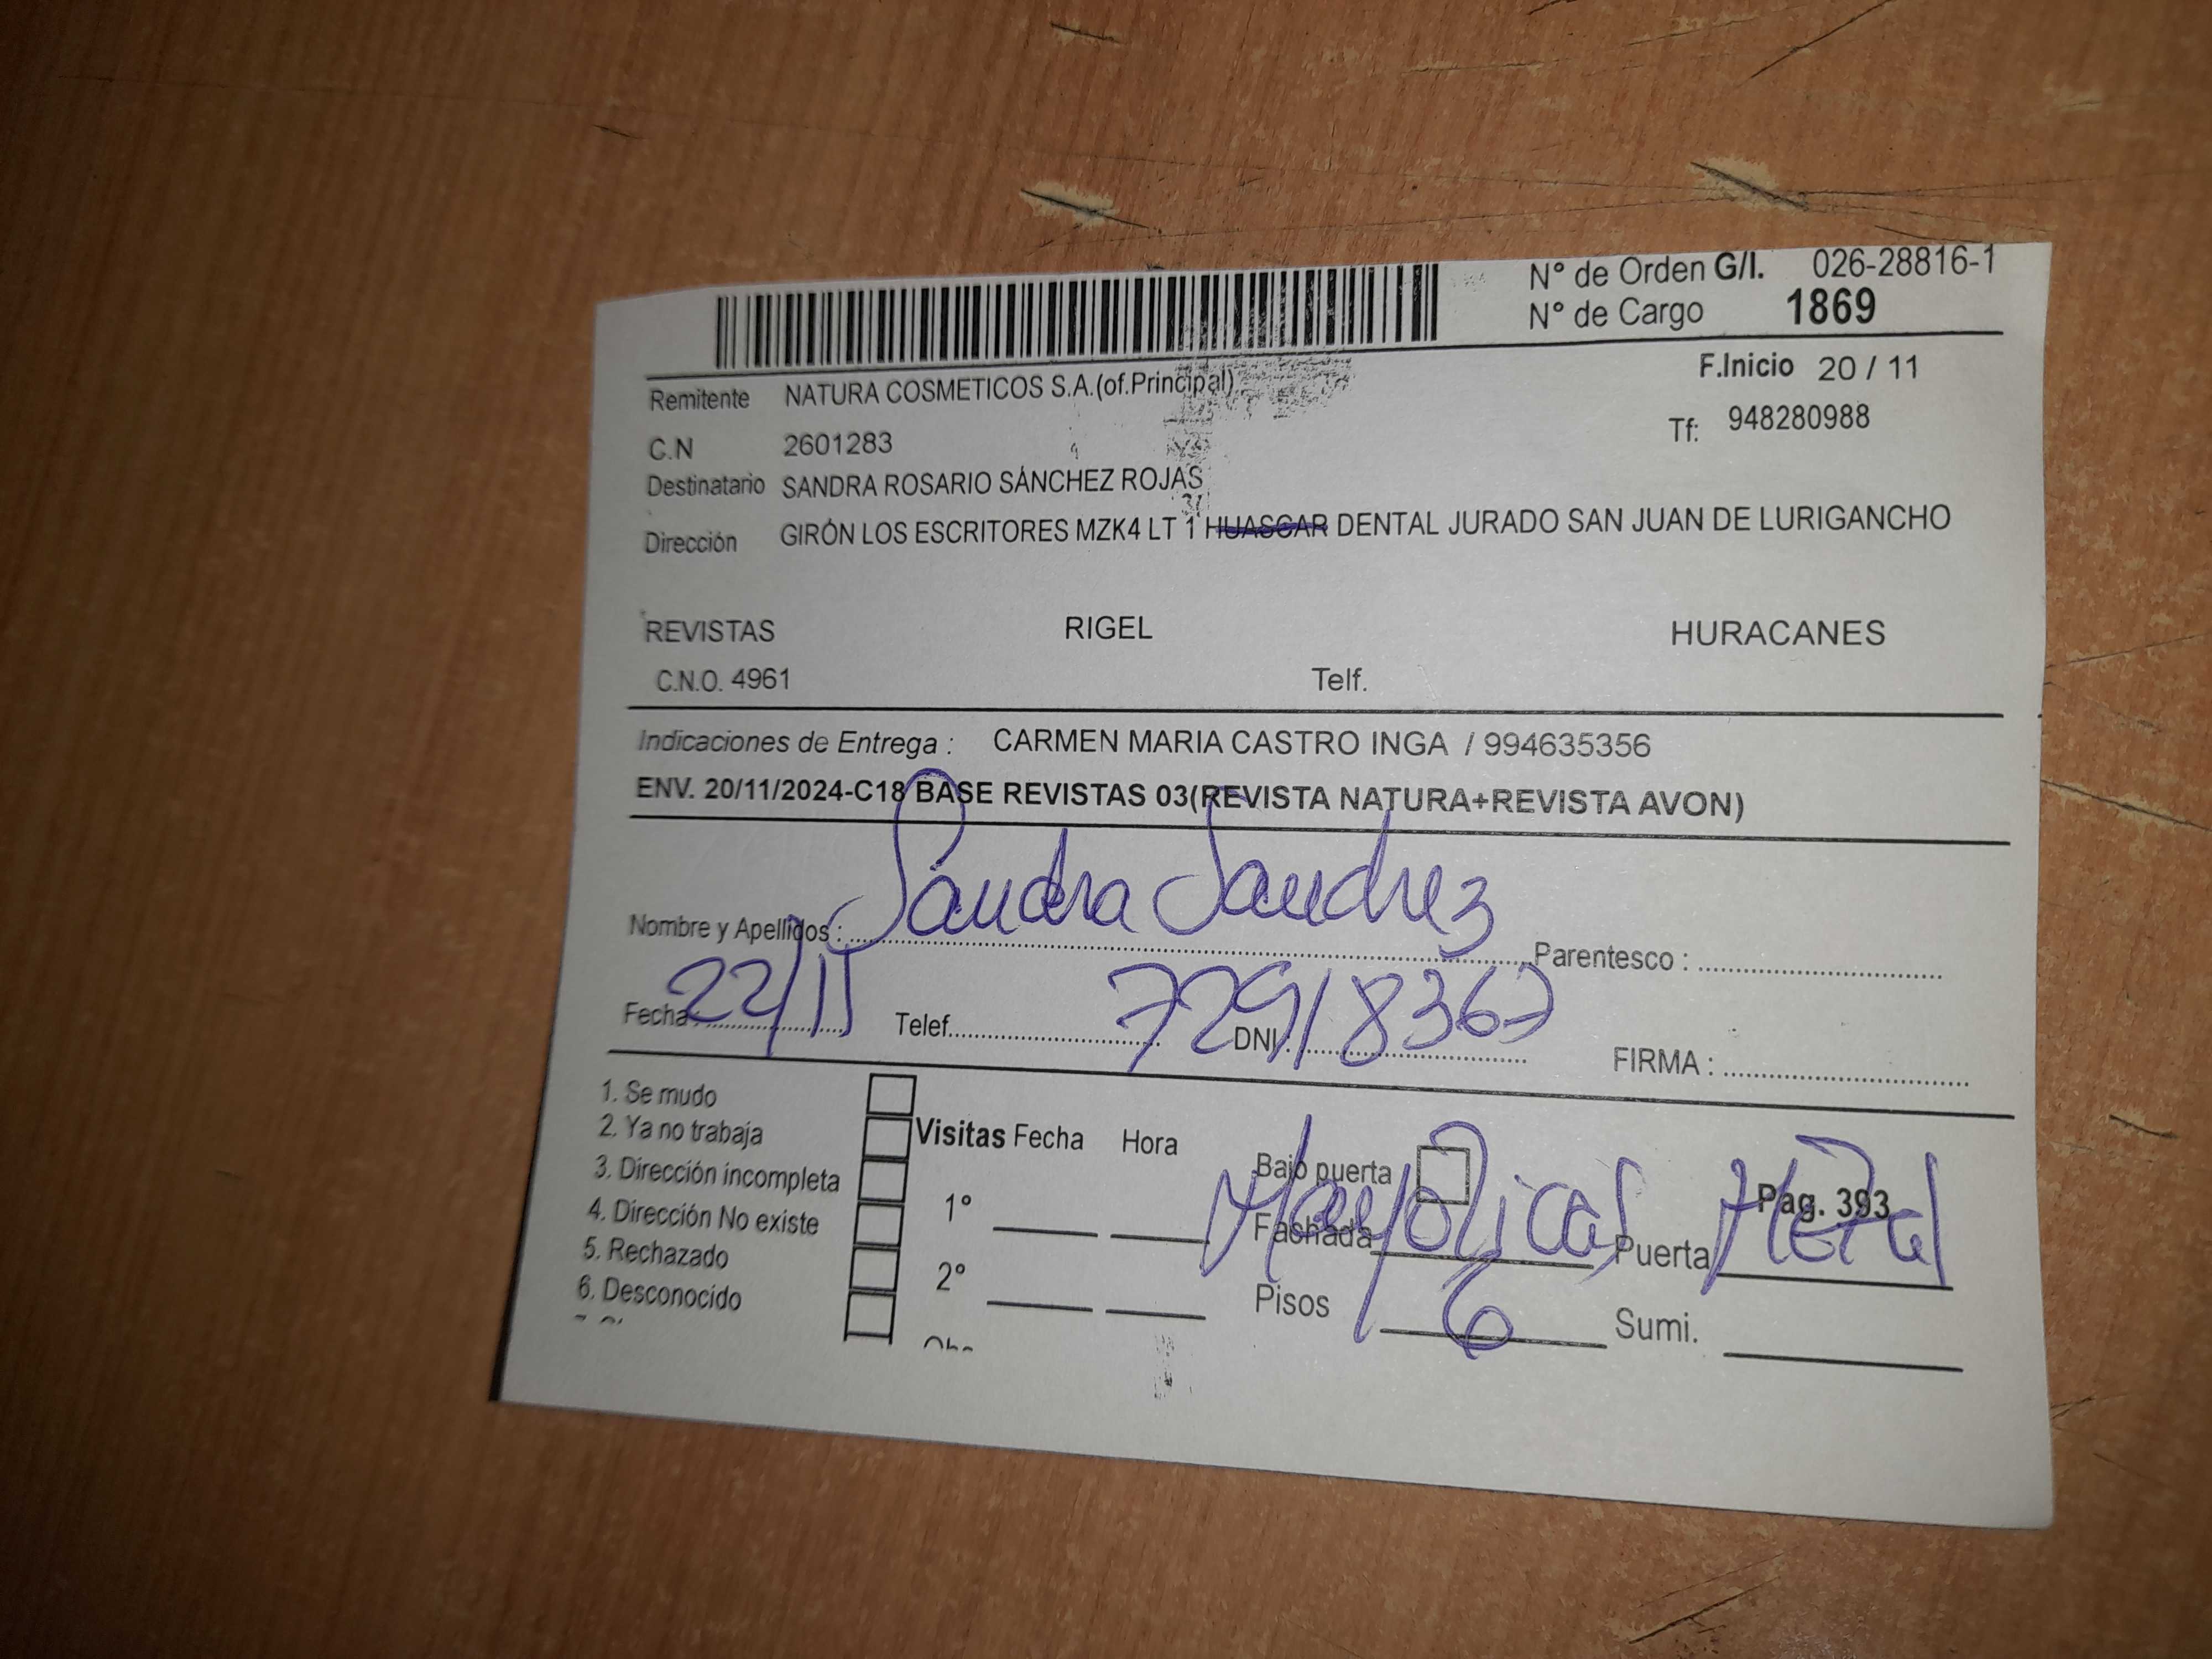 N° de Orden G/I. 026-28816-1
N° de Cargo 1869
F.Inicio 20 / 11
Remitente NATURA COSMETICOS S.A.(of.Principal)
Tf: 948280988
C.N 2601283
Destinatario SANDRA ROSARIO SÁNCHEZ ROJAS
Dirección GIRÓN LOS ESCRITORES MZK4 LT 1 HUASCAR DENTAL JURADO SAN JUAN DE LURIGANCHO
REVISTAS RIGEL HURACANES
C.N.O. 4961 Telf.
Indicaciones de Entrega : CARMEN MARIA CASTRO INGA / 994635356
ENV. 20/11/2024-C18 BASE REVISTAS 03(REVISTA NATURA+REVISTA AVON)
Nombre y Apellidos : Sandra Sanchez Parentesco :
Fecha : 22/11 Telef. DNI 72918367 FIRMA :
1. Se mudo
2. Ya no trabaja
3. Dirección incompleta
4. Dirección No existe
5. Rechazado
6. Desconocido
Visitas Fecha Hora
1°
2°
Bajo puerta
Pag. 393
Fachada Mayolicas Puerta Metal
Pisos 6 Sumi.